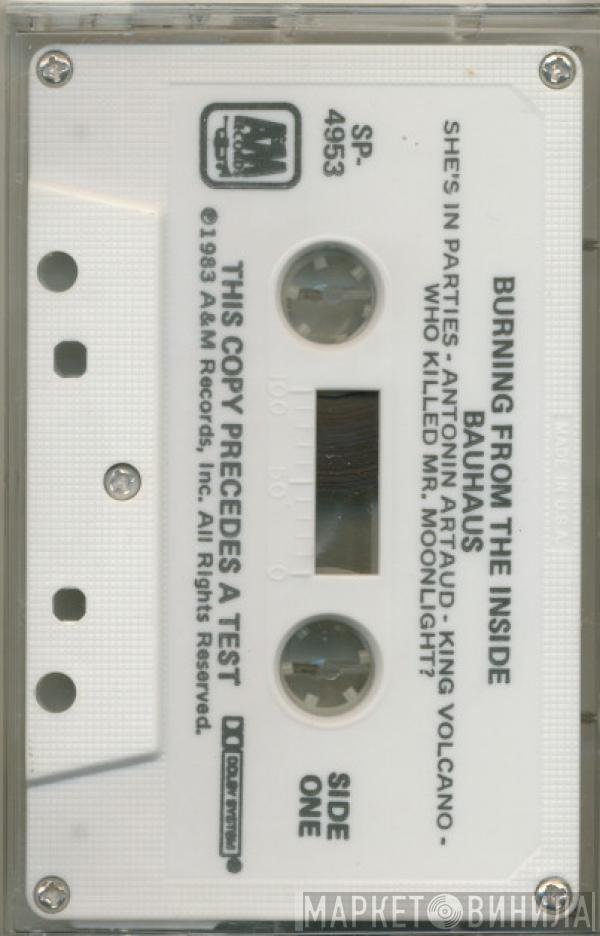 BURNING FROM THE INSIDE
BAUHAUS
SHE'S IN PARTIES - ANTONIN ARTAUD - KING VOLCANO -
WHO KILLED MR. MOONLIGHT?
SP-
4953
SIDE
ONE
100 50 0
A&M
RECORDS
THIS COPY PRECEDES A TEST
DOLBY SYSTEM
℗1983 A&M Records, Inc. All Rights Reserved.
MADE IN U.S.A.
МАРКЕТ ВИНИЛА